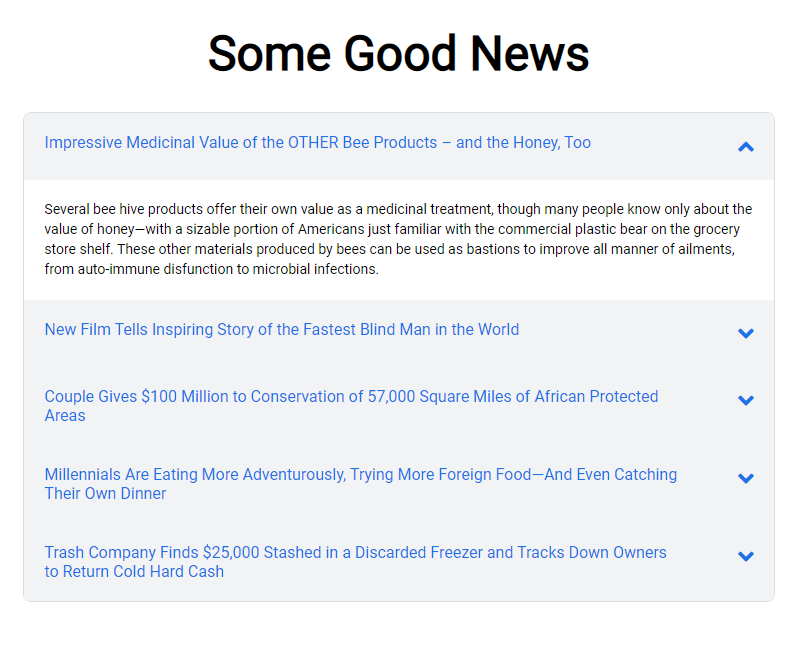 Some Good News
Impressive Medicinal Value of the OTHER Bee Products – and the Honey, Too
Several bee hive products offer their own value as a medicinal treatment, though many people know only about the
value of honey—with a sizable portion of Americans just familiar with the commercial plastic bear on the grocery
store shelf. These other materials produced by bees can be used as bastions to improve all manner of ailments,
from auto-immune disfunction to microbial infections.
New Film Tells Inspiring Story of the Fastest Blind Man in the World
Couple Gives $100 Million to Conservation of 57,000 Square Miles of African Protected
Areas
Millennials Are Eating More Adventurously, Trying More Foreign Food—And Even Catching
Their Own Dinner
Trash Company Finds $25,000 Stashed in a Discarded Freezer and Tracks Down Owners
to Return Cold Hard Cash